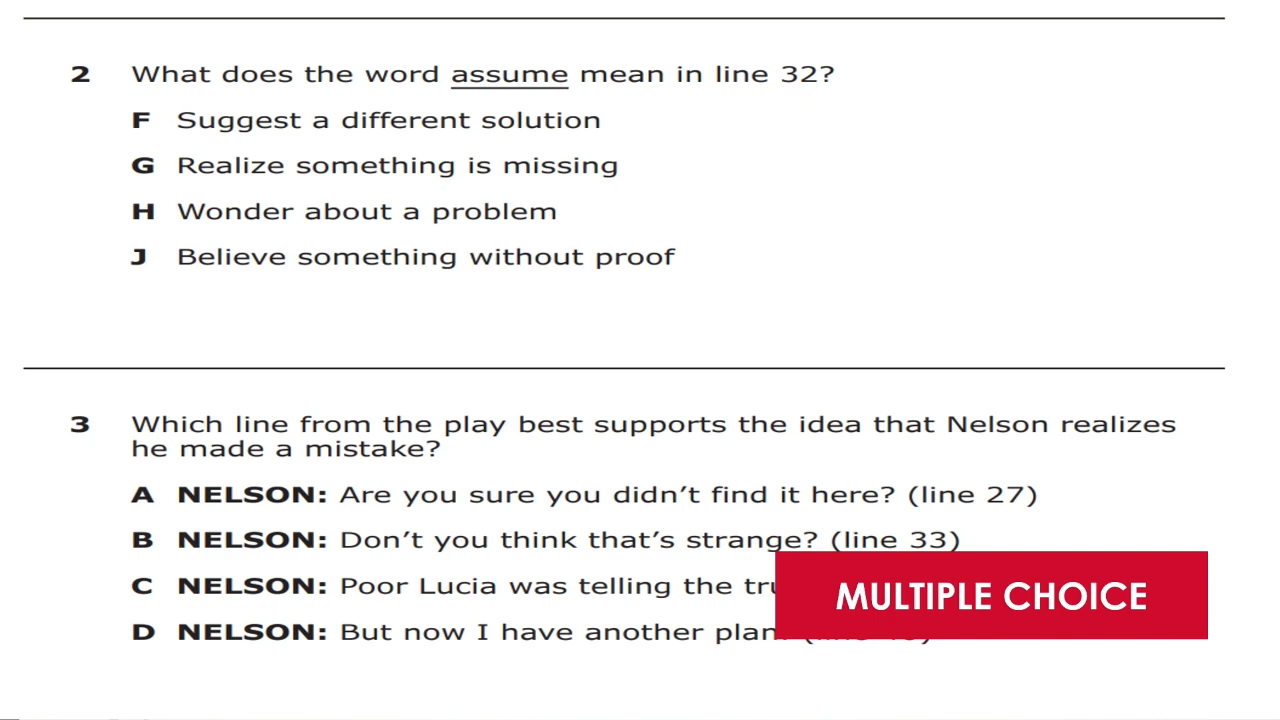 2 What does the word assume mean in line 32?
F Suggest a different solution
G Realize something is missing
H Wonder about a problem
J Believe something without proof
3 Which line from the play best supports the idea that Nelson realizes
he made a mistake?
A NELSON: Are you sure you didn't find it here? (line 27)
B NELSON: Don't you think that's strange? (line 33)
C NELSON: Poor Lucia was telling the
D NELSON: But now I have another plan.
MULTIPLE CHOICE